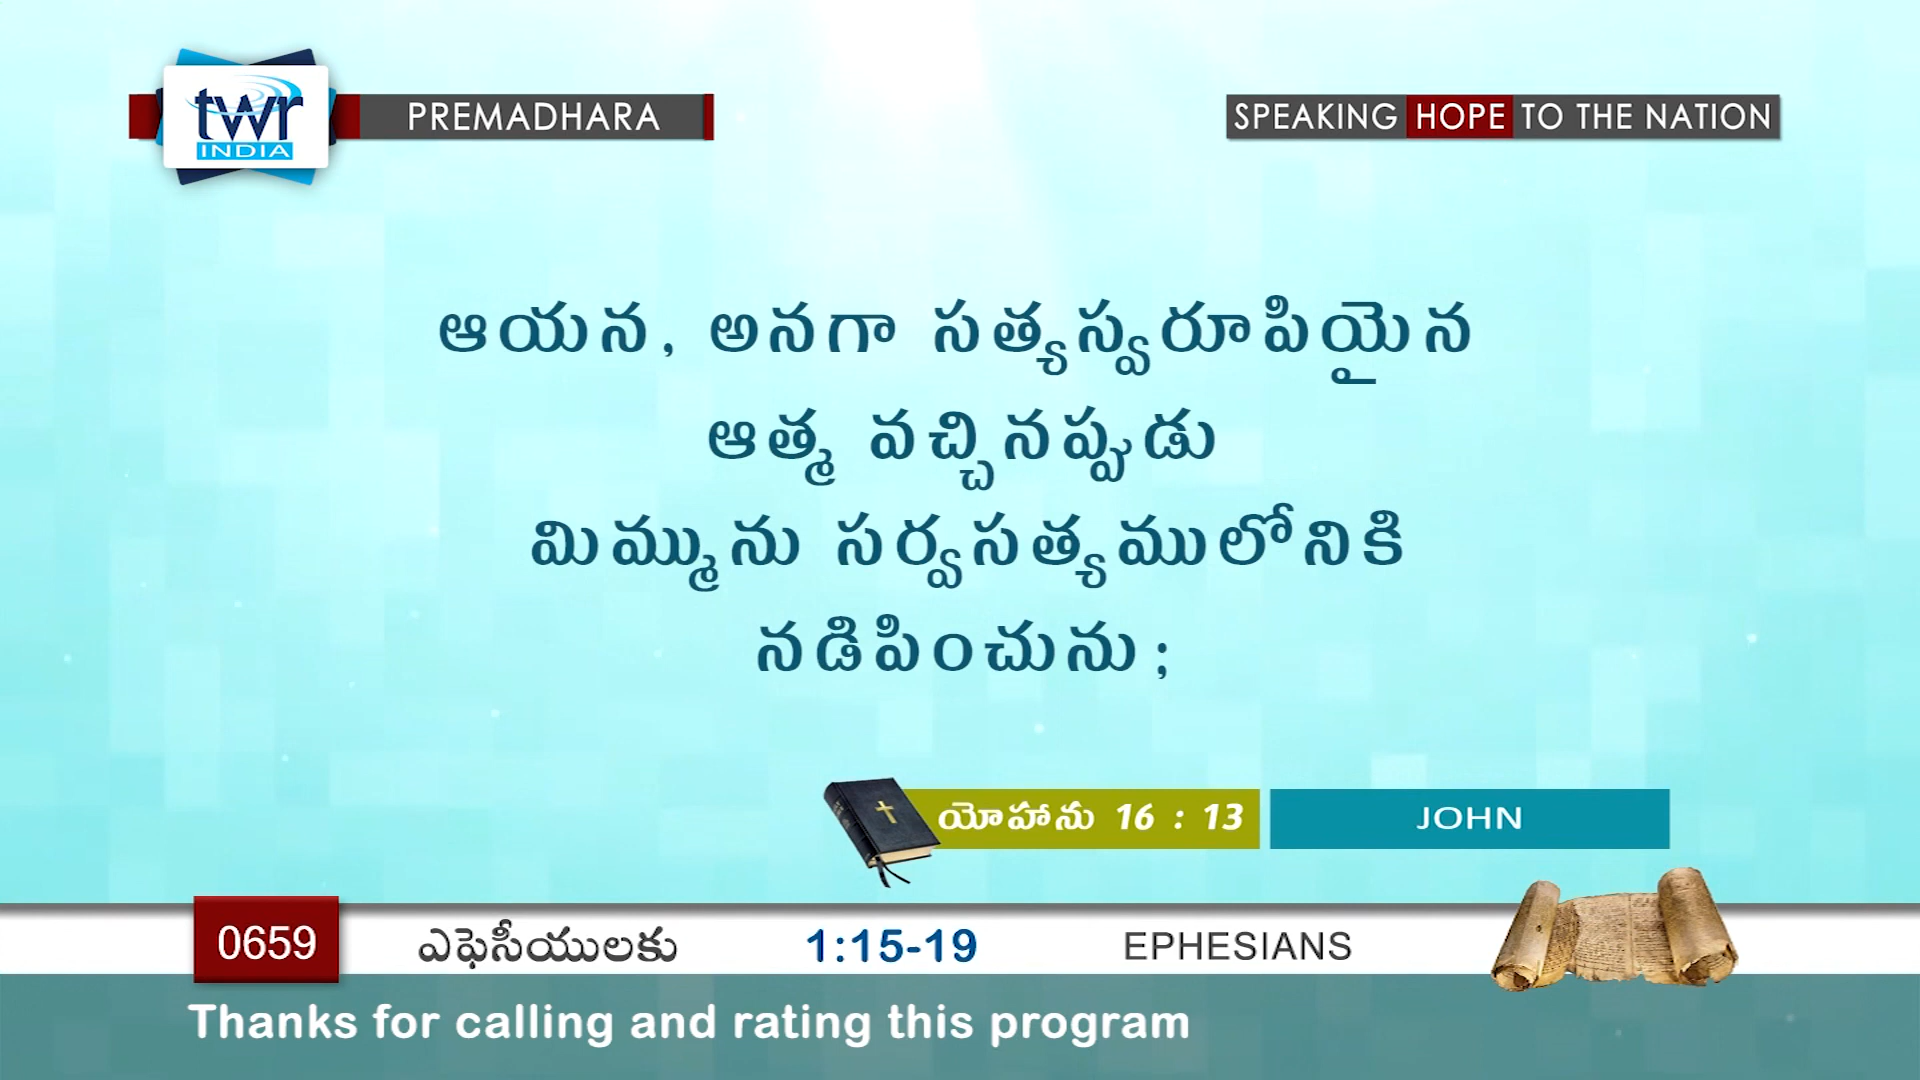 twr
INDIA
PREMADHARA
SPEAKING HOPE TO THE NATION
ఆయన, అనగా సత్యస్వరూపియైన
ఆత్మ వచ్చినప్పుడు
మిమ్మును సర్వసత్యములోనికి
నడిపించును;
యోహాను 16 : 13
JOHN
0659
ఎఫెసీయులకు
1:15-19
EPHESIANS
Thanks for calling and rating this program